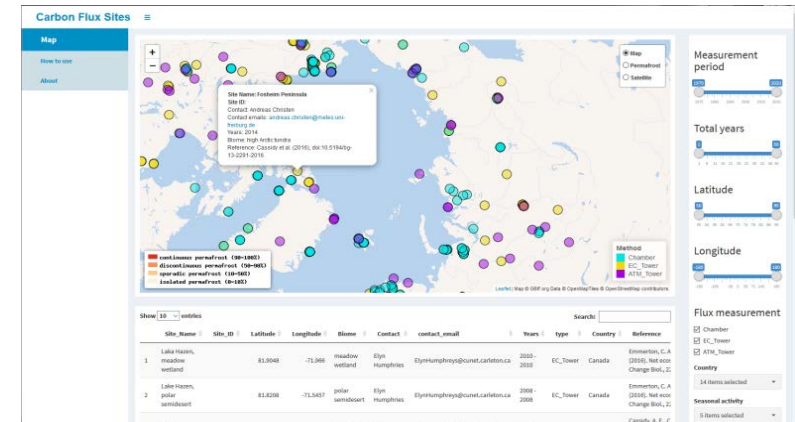 Carbon Flux Sites
Map
How to use
About
+
−
Site Name: Fosheim Peninsula
Site ID:
Contact: Andreas Christen
Contact emails: andreas.christen@meteo.uni-
freiburg.de
Years: 2014
Biome: high Arctic tundra
Reference: Cassidy et al. (2016), doi:10.5194/bg-
13-2291-2016
Map
Permafrost
Satellite
continuous permafrost (90-100%)
discontinuous permafrost (50-90%)
sporadic permafrost (10-50%)
isolated permafrost (0-10%)
Method
Chamber
EC_Tower
ATM_Tower
Leaflet | Map © GBIF.org Data © OpenMapTiles © OpenStreetMap contributors
Show 10 entries
Search:
Site_Name Site_ID Latitude Longitude Biome Contact contact_email Years type Country Reference
1 Lake Hazen, meadow wetland 81.9048 -71.966 meadow wetland Elyn Humphries ElynHumphreys@cunet.carleton.ca 2010 - 2010 EC_Tower Canada Emmerton, C. A (2016). Net ecos Change Biol., 2
2 Lake Hazen, polar semidesert 81.8208 -71.5457 polar semidesert Elyn Humphries ElynHumphreys@cunet.carleton.ca 2008 - 2008 EC_Tower Canada Emmerton, C. A (2016). Net ecos Change Biol., 2
Measurement
period
Total years
Latitude
Longitude
Flux measurement
Chamber
EC_Tower
ATM_Tower
Country
14 items selected
Seasonal activity
5 items selected